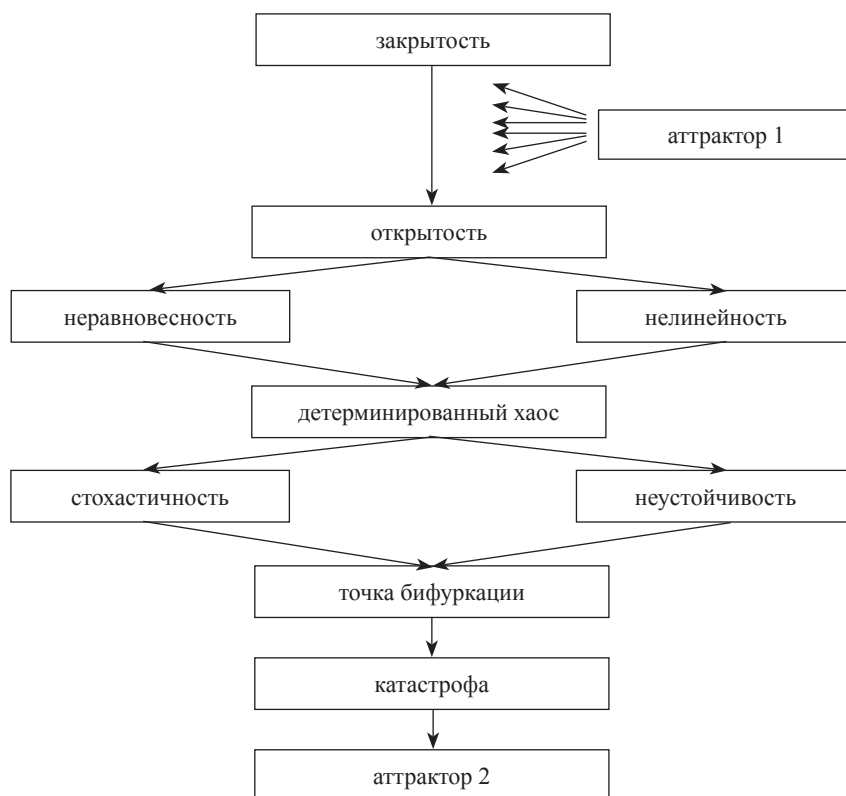 закрытость
аттрактор 1
открытость
неравновесность
нелинейность
детерминированный хаос
стохастичность
неустойчивость
точка бифуркации
катастрофа
аттрактор 2